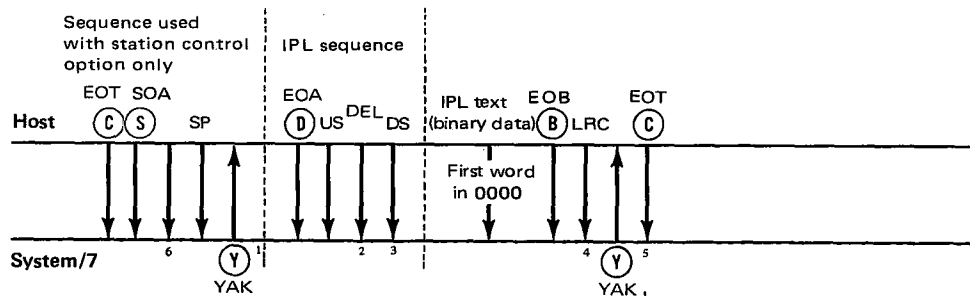 Sequence used
with station control
option only
IPL sequence
EOT SOA
SP
EOA
US DEL DS
IPL text
(binary data)
EOB
LRC
EOT
Host
C S
D
B
C
First word
in 0000
6
1
2
3
4
5
System/7
Y
YAK
Y
YAK